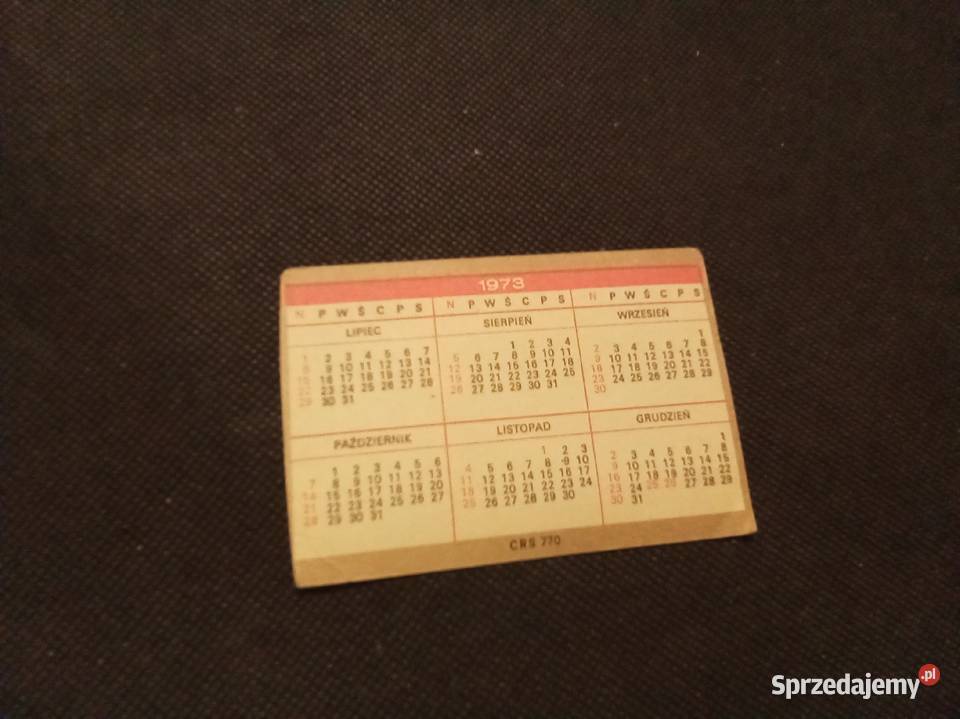 1973
N P W Ś C P S
N P W Ś C P S
N P W Ś C P S
LIPIEC
1 2 3 4 5 6 7
8 9 10 11 12 13 14
15 16 17 18 19 20 21
22 23 24 25 26 27 28
29 30 31
SIERPIEŃ
1 2 3 4
5 6 7 8 9 10 11
12 13 14 15 16 17 18
19 20 21 22 23 24 25
26 27 28 29 30 31
WRZESIEŃ
1
2 3 4 5 6 7 8
9 10 11 12 13 14 15
16 17 18 19 20 21 22
23 24 25 26 27 28 29
30
PAŹDZIERNIK
1 2 3 4 5 6
7 8 9 10 11 12 13
14 15 16 17 18 19 20
21 22 23 24 25 26 27
28 29 30 31
LISTOPAD
1 2 3
4 5 6 7 8 9 10
11 12 13 14 15 16 17
18 19 20 21 22 23 24
25 26 27 28 29 30
GRUDZIEŃ
1
2 3 4 5 6 7 8
9 10 11 12 13 14 15
16 17 18 19 20 21 22
23 24 25 26 27 28 29
30 31
CRS 770
Sprzedajemy.pl